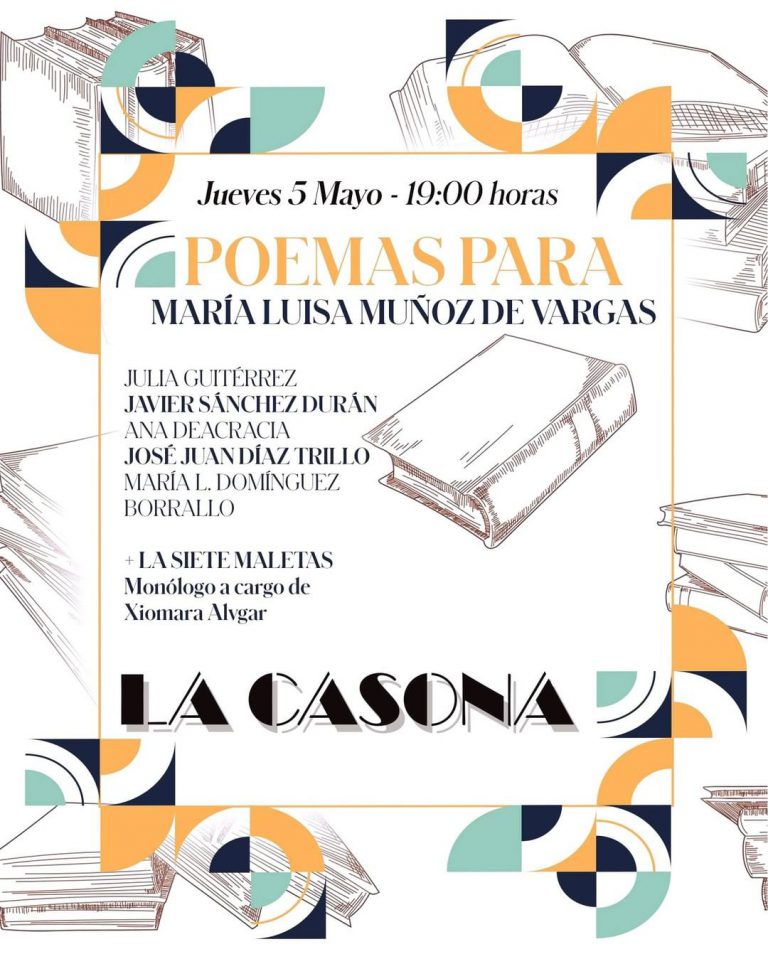 Jueves 5 Mayo - 19:00 horas
POEMAS PARA
MARÍA LUISA MUÑOZ DE VARGAS
JULIA GUITÉRREZ
JAVIER SÁNCHEZ DURÁN
ANA DEACRACIA
JOSÉ JUAN DÍAZ TRILLO
MARÍA L. DOMÍNGUEZ
BORRALLO
+ LA SIETE MALETAS
Monólogo a cargo de
Xiomara Alvgar
LA CASONA